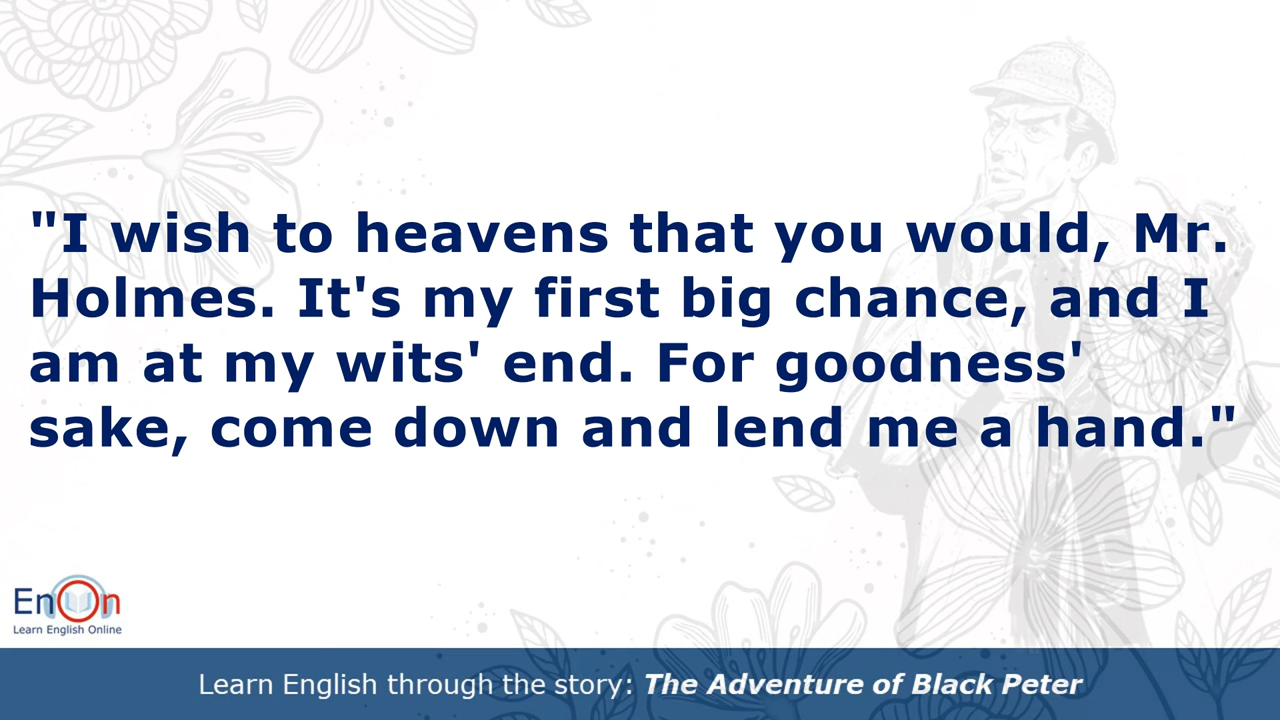 "I wish to heavens that you would, Mr.
Holmes. It's my first big chance, and I
am at my wits' end. For goodness'
sake, come down and lend me a hand."
EnOn
Learn English Online
Learn English through the story: The Adventure of Black Peter